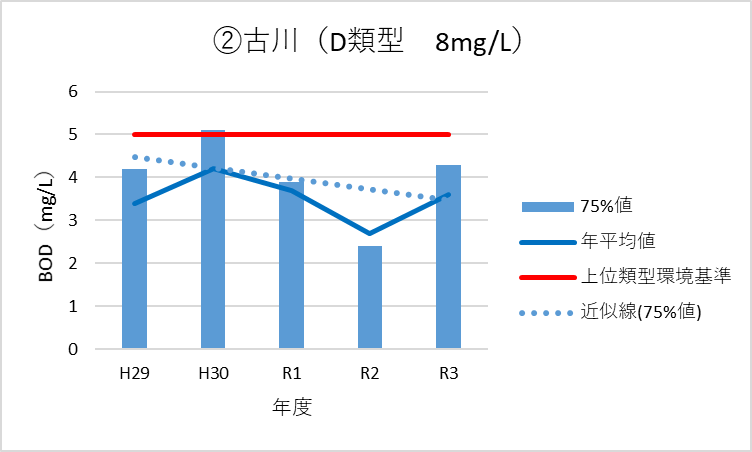 ②古川（D類型　8mg/L）
6
5
4
3
2
1
0
BOD（mg/L）
H29 H30 R1 R2 R3
年度
75%値
年平均値
上位類型環境基準
近似線(75%値)